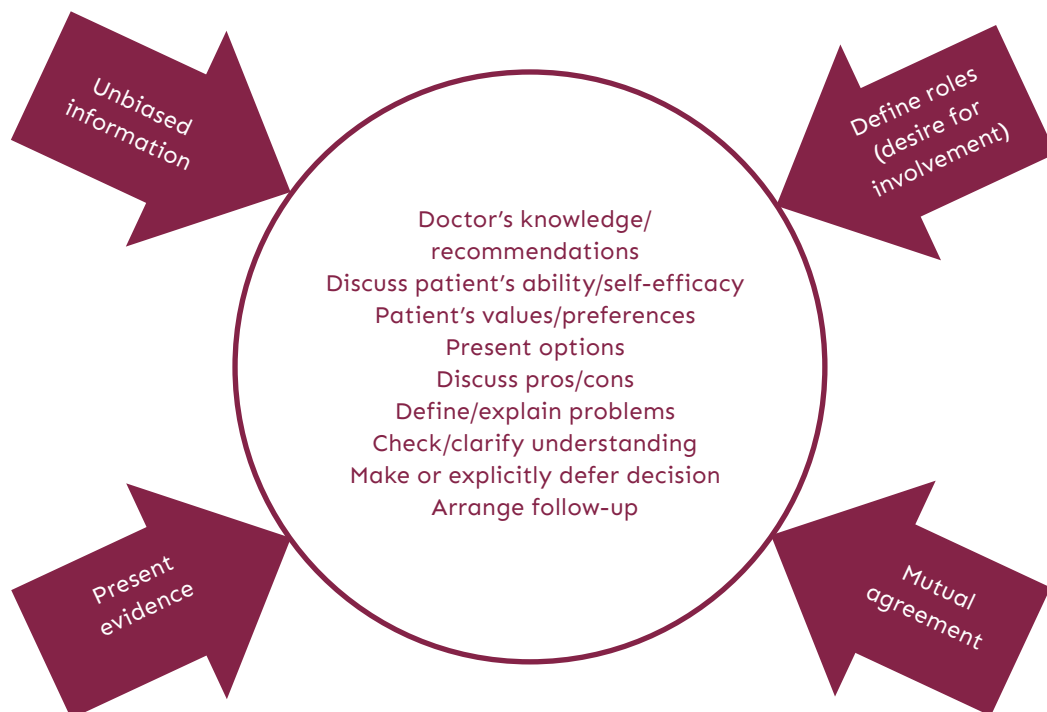 Unbiased
information
Define roles
(desire for
involvement)
Doctor’s knowledge/
recommendations
Discuss patient’s ability/self-efficacy
Patient’s values/preferences
Present options
Discuss pros/cons
Define/explain problems
Check/clarify understanding
Make or explicitly defer decision
Arrange follow-up
Present
evidence
Mutual
agreement